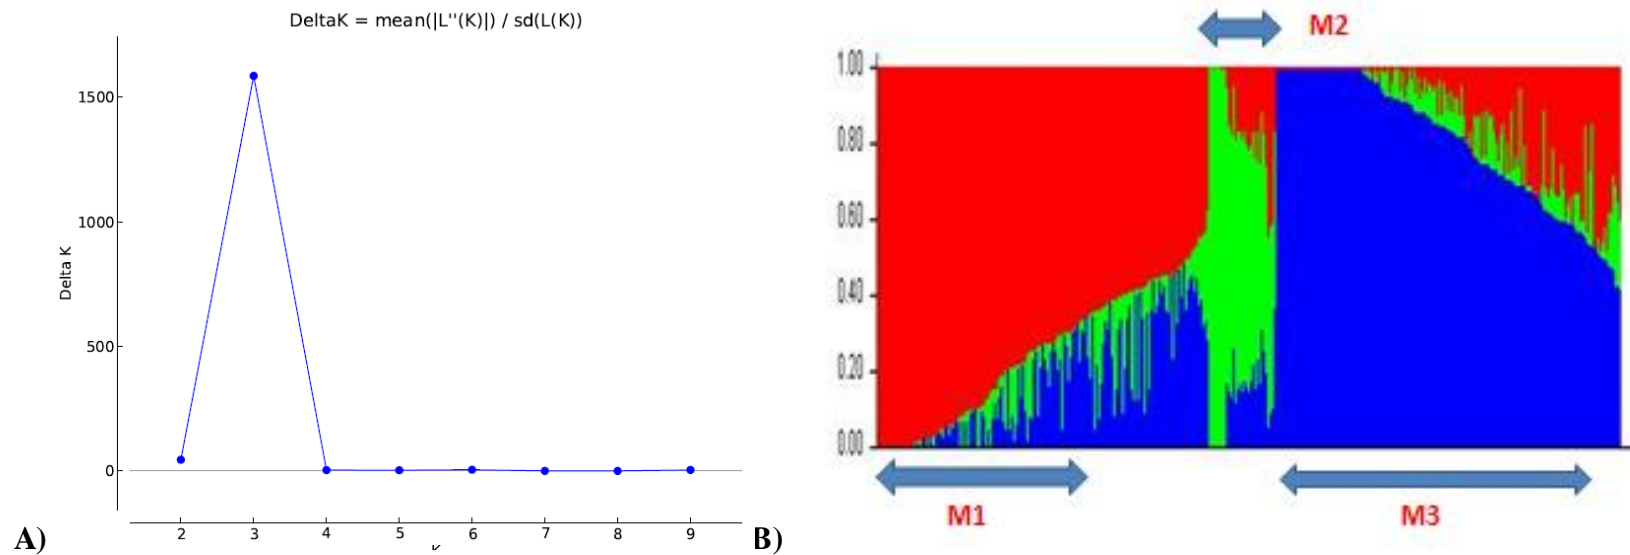 DeltaK = mean(|L''(K)|) / sd(L(K))
1500
1000
500
0
Delta K
2 3 4 5 6 7 8 9
K
A)
M2
1.00
0.80
0.60
0.40
0.20
0.00
M1
M3
B)